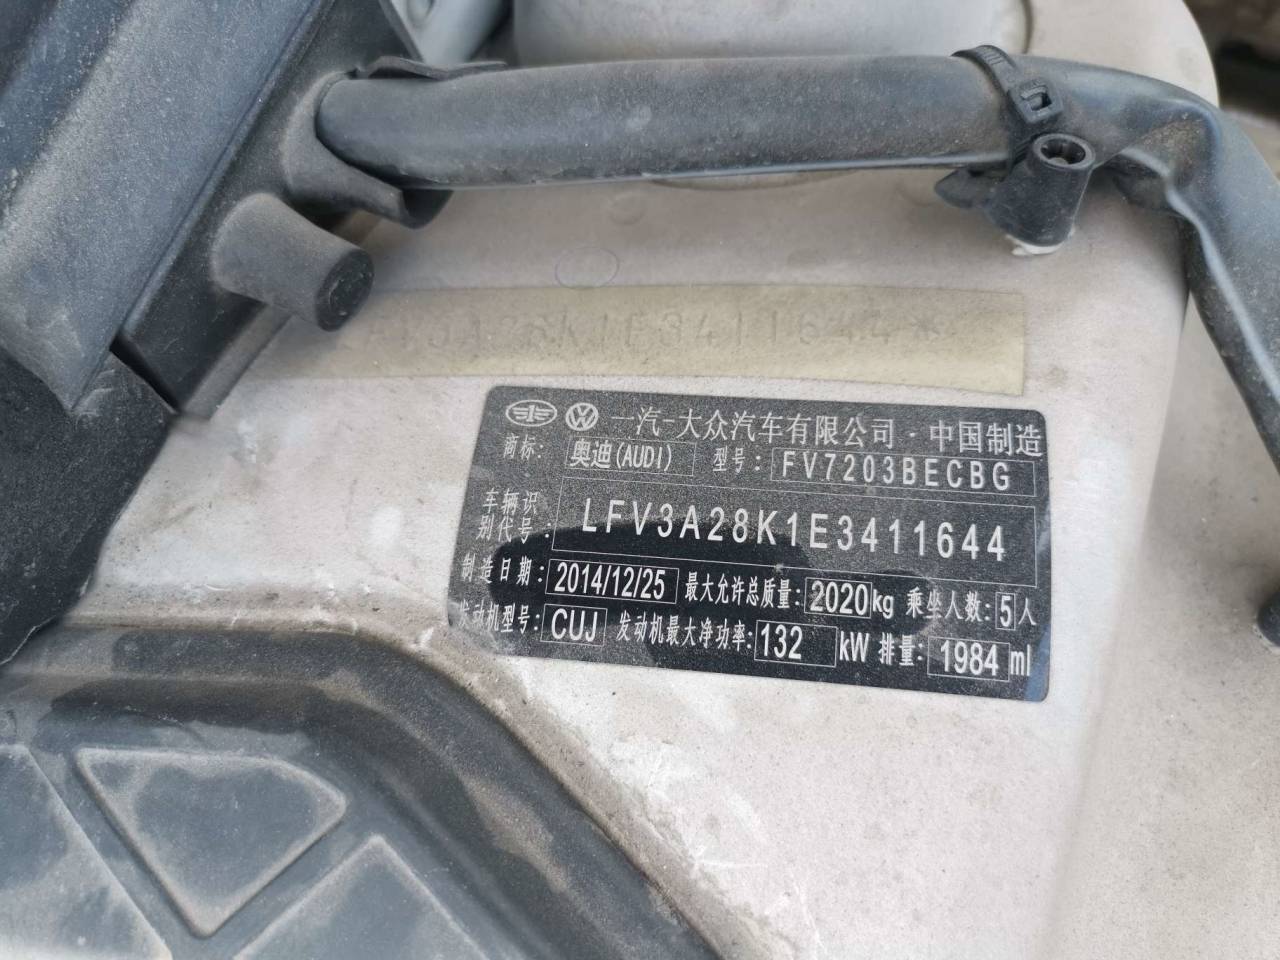 FV3A28K1E3411644*
一汽-大众汽车有限公司·中国制造
商标: 奥迪(AUDI) 型号: FV7203BECBG
车辆识别代号: LFV3A28K1E3411644
制造日期: 2014/12/25 最大允许总质量: 2020kg 乘坐人数: 5人
发动机型号: CUJ 发动机最大净功率: 132 kW 排量: 1984 ml